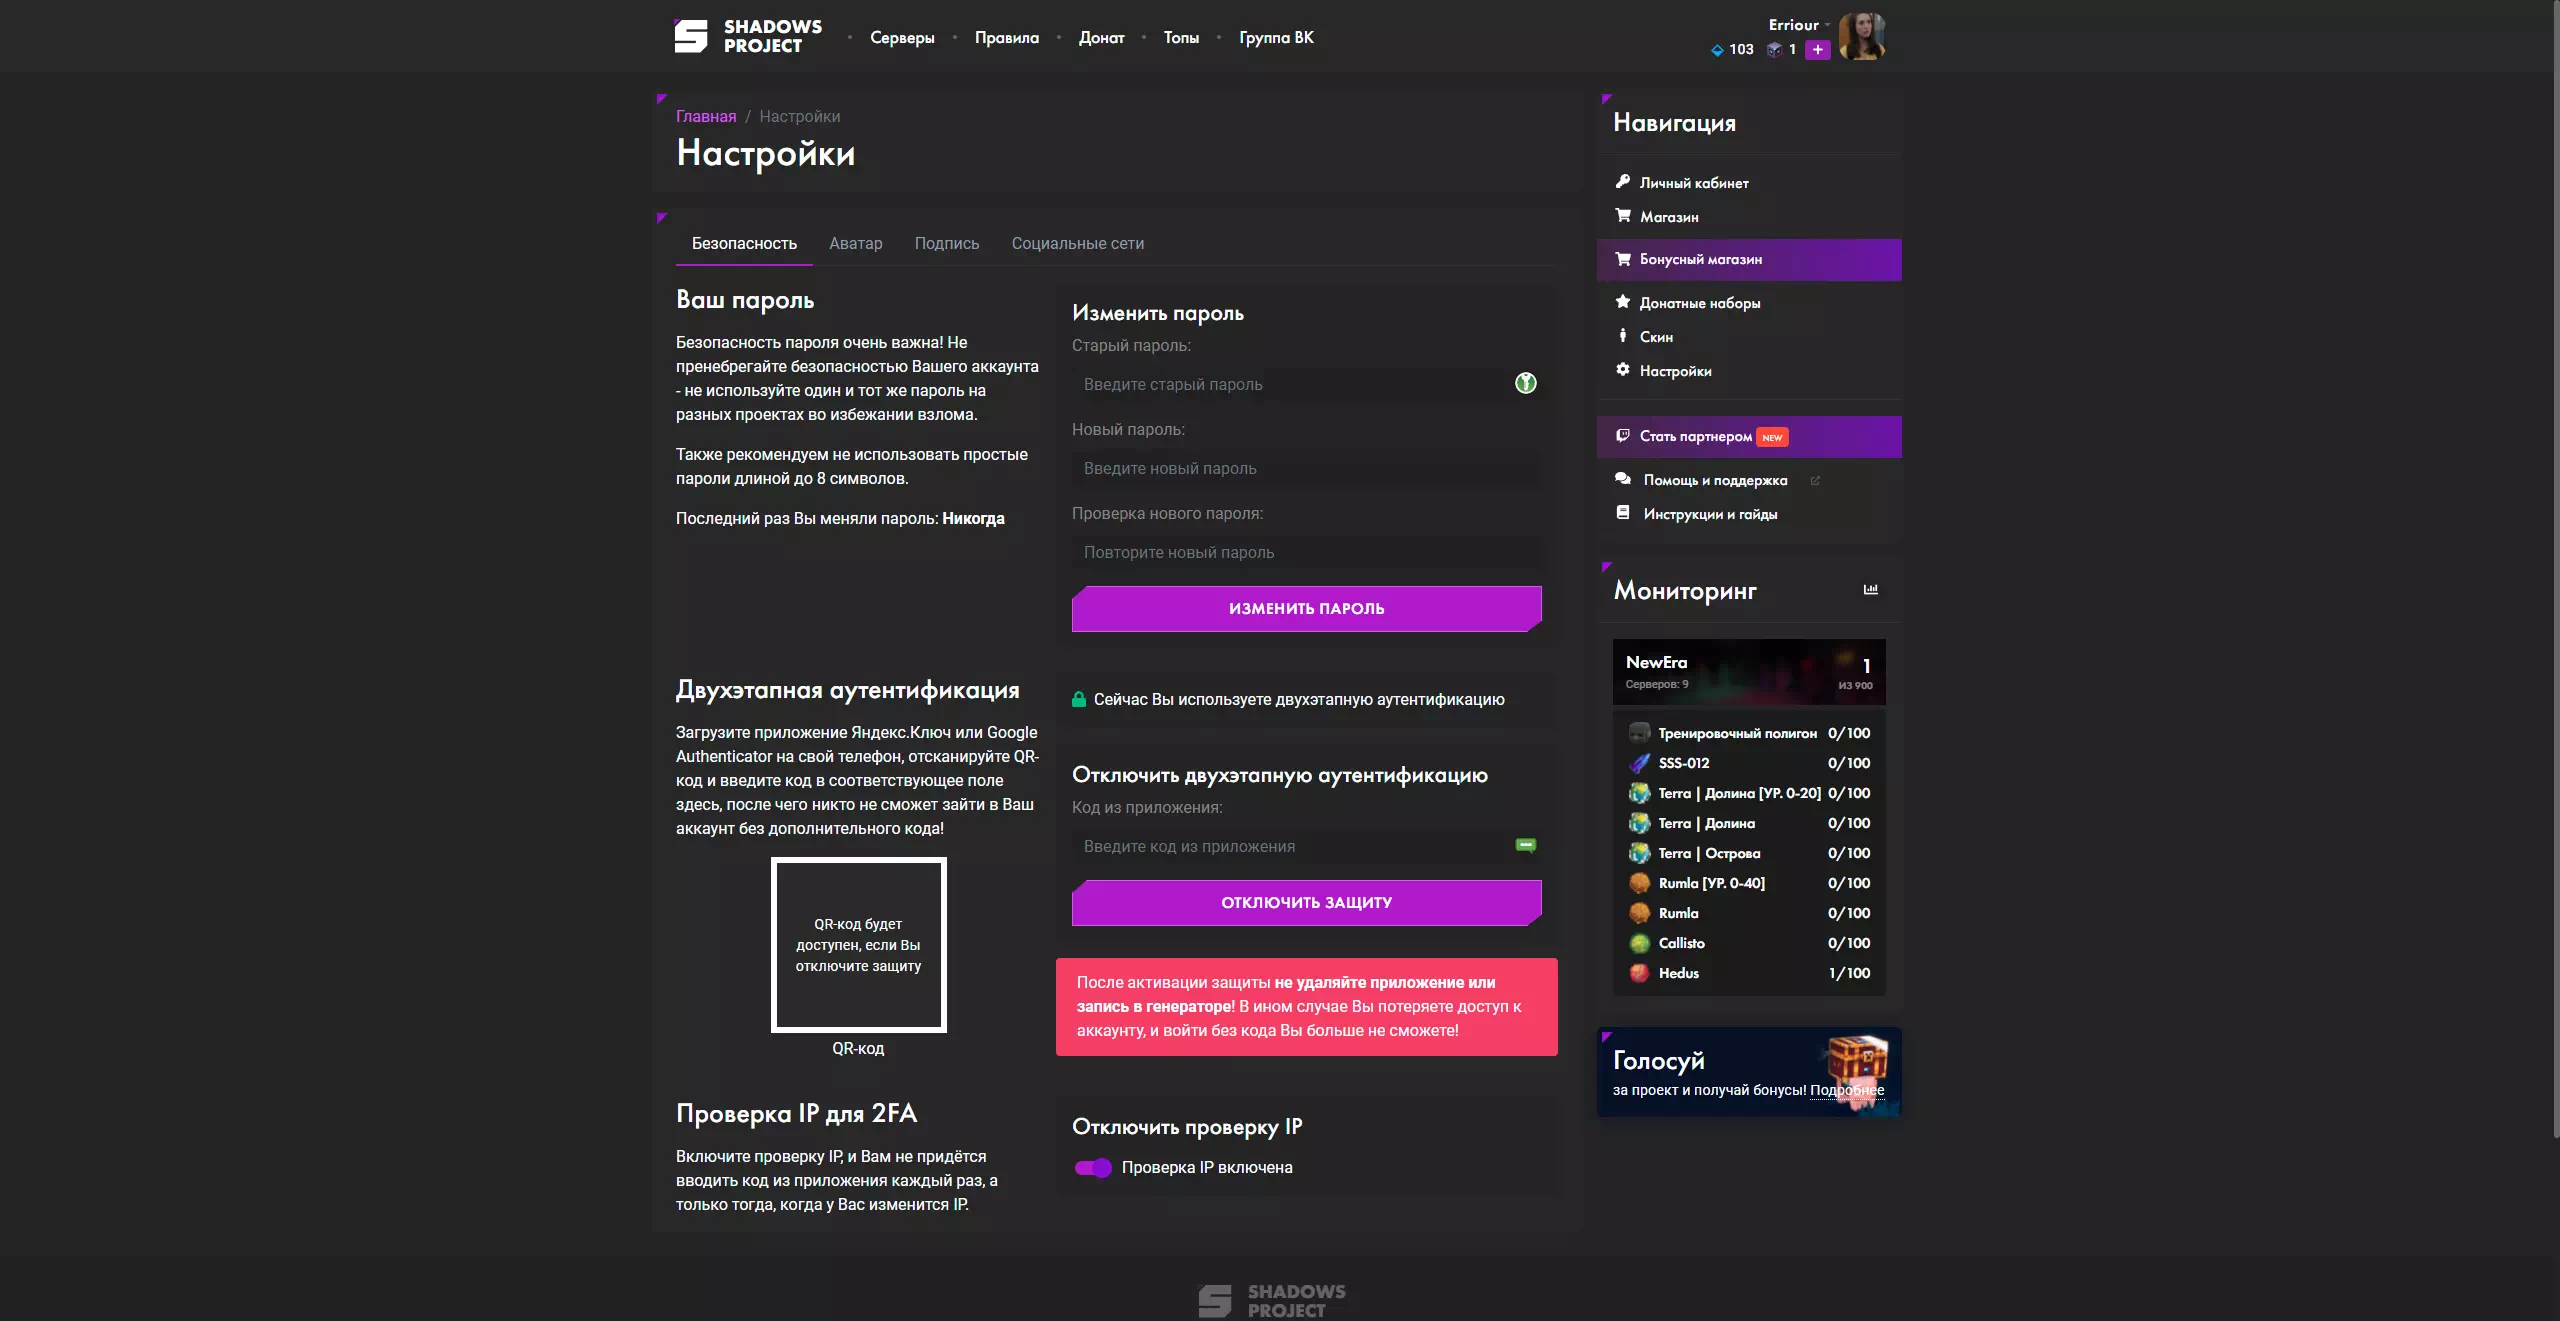 SHADOWS
PROJECT
Серверы
Правила
Донат
Топы
Группа ВК
Erriour
103
1
+
Главная / Настройки
Настройки
Безопасность
Аватар
Подпись
Социальные сети
Ваш пароль
Безопасность пароля очень важна! Не
пренебрегайте безопасностью Вашего аккаунта
- не используйте один и тот же пароль на
разных проектах во избежании взлома.
Также рекомендуем не использовать простые
пароли длиной до 8 символов.
Последний раз Вы меняли пароль: Никогда
Изменить пароль
Старый пароль:
Введите старый пароль
Новый пароль:
Введите новый пароль
Проверка нового пароля:
Повторите новый пароль
ИЗМЕНИТЬ ПАРОЛЬ
Двухэтапная аутентификация
Загрузите приложение Яндекс.Ключ или Google
Authenticator на свой телефон, отсканируйте QR-
код и введите код в соответствующее поле
здесь, после чего никто не сможет зайти в Ваш
аккаунт без дополнительного кода!
QR-код будет
доступен, если Вы
отключите защиту
QR-код
Сейчас Вы используете двухэтапную аутентификацию
Отключить двухэтапную аутентификацию
Код из приложения:
Введите код из приложения
ОТКЛЮЧИТЬ ЗАЩИТУ
После активации защиты не удаляйте приложение или
запись в генераторе! В ином случае Вы потеряете доступ к
аккаунту, и войти без кода Вы больше не сможете!
Проверка IP для 2FA
Включите проверку IP, и Вам не придётся
вводить код из приложения каждый раз, а
только тогда, когда у Вас изменится IP.
Отключить проверку IP
Проверка IP включена
Навигация
Личный кабинет
Магазин
Бонусный магазин
Донатные наборы
Скин
Настройки
Стать партнером NEW
Помощь и поддержка
Инструкции и гайды
Мониторинг
NewEra 1
Серверов: 9 ИЗ 900
Тренировочный полигон 0/100
SSS-012 0/100
Terra | Долина [УР. 0-20] 0/100
Terra | Долина 0/100
Terra | Острова 0/100
Rumla [УР. 0-40] 0/100
Rumla 0/100
Callisto 0/100
Hedus 1/100
Голосуй
за проект и получай бонусы! Подробнее
SHADOWS
PROJECT